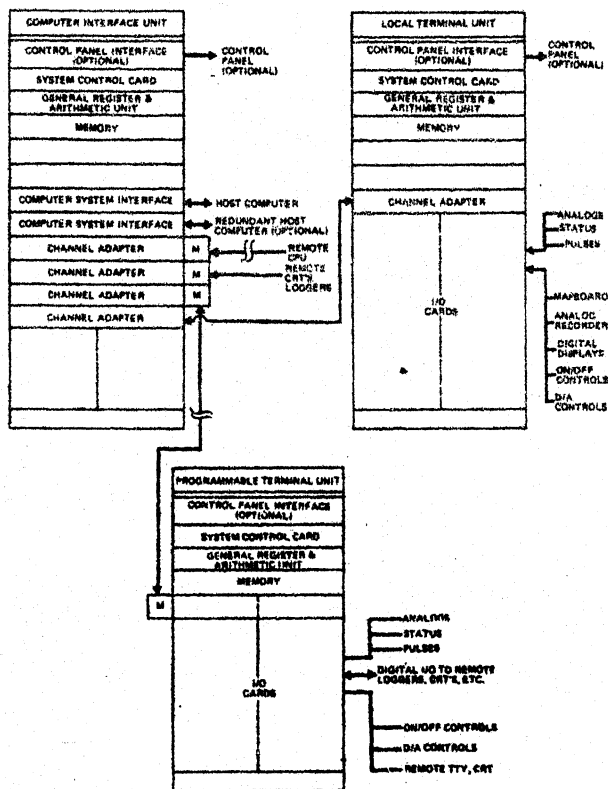 COMPUTER INTERFACE UNIT
CONTROL PANEL INTERFACE
(OPTIONAL)
SYSTEM CONTROL CARD
GENERAL REGISTER &
ARITHMETIC UNIT
MEMORY
COMPUTER SYSTEM INTERFACE
COMPUTER SYSTEM INTERFACE
CHANNEL ADAPTER
M
CHANNEL ADAPTER
M
CHANNEL ADAPTER
M
CHANNEL ADAPTER
CONTROL
PANEL
(OPTIONAL)
HOST COMPUTER
REDUNDANT HOST
COMPUTER (OPTIONAL)
REMOTE
CPU
REMOTE
CRT'S
LOGGERS
LOCAL TERMINAL UNIT
CONTROL PANEL INTERFACE
(OPTIONAL)
SYSTEM CONTROL CARD
GENERAL REGISTER &
ARITHMETIC UNIT
MEMORY
CHANNEL ADAPTER
I/O
CARDS
CONTROL
PANEL
(OPTIONAL)
ANALOGS
STATUS
PULSES
MAPBOARD
ANALOG
RECORDER
DIGITAL
DISPLAYS
ON/OFF
CONTROLS
D/A
CONTROLS
PROGRAMMABLE TERMINAL UNIT
CONTROL PANEL INTERFACE
(OPTIONAL)
SYSTEM CONTROL CARD
GENERAL REGISTER &
ARITHMETIC UNIT
MEMORY
M
I/O
CARDS
ANALOGS
STATUS
PULSES
DIGITAL I/O TO REMOTE
LOGGERS, CRT'S, ETC.
ON/OFF CONTROLS
D/A CONTROLS
REMOTE TTY, CRT